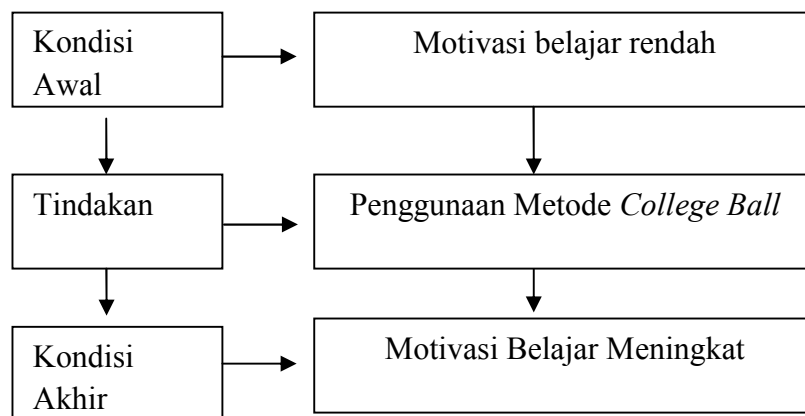 Kondisi
Awal
Motivasi belajar rendah
Tindakan
Penggunaan Metode College Ball
Kondisi
Akhir
Motivasi Belajar Meningkat